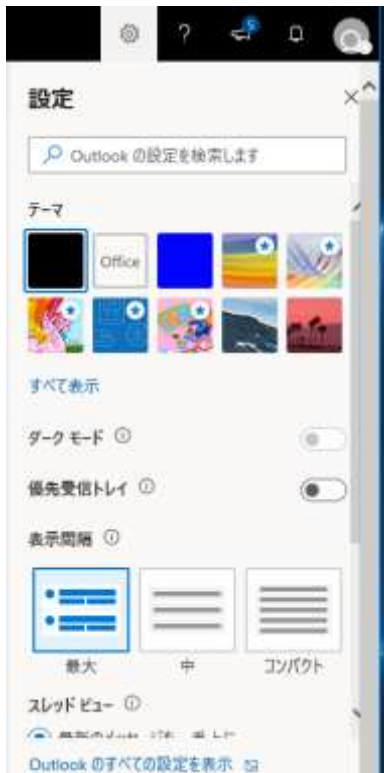 ?
5
設定
Outlook の設定を検索します
テーマ
Office
すべて表示
ダーク モード
優先受信トレイ
表示間隔
最大 中 コンパクト
スレッド ビュー
Outlook のすべての設定を表示